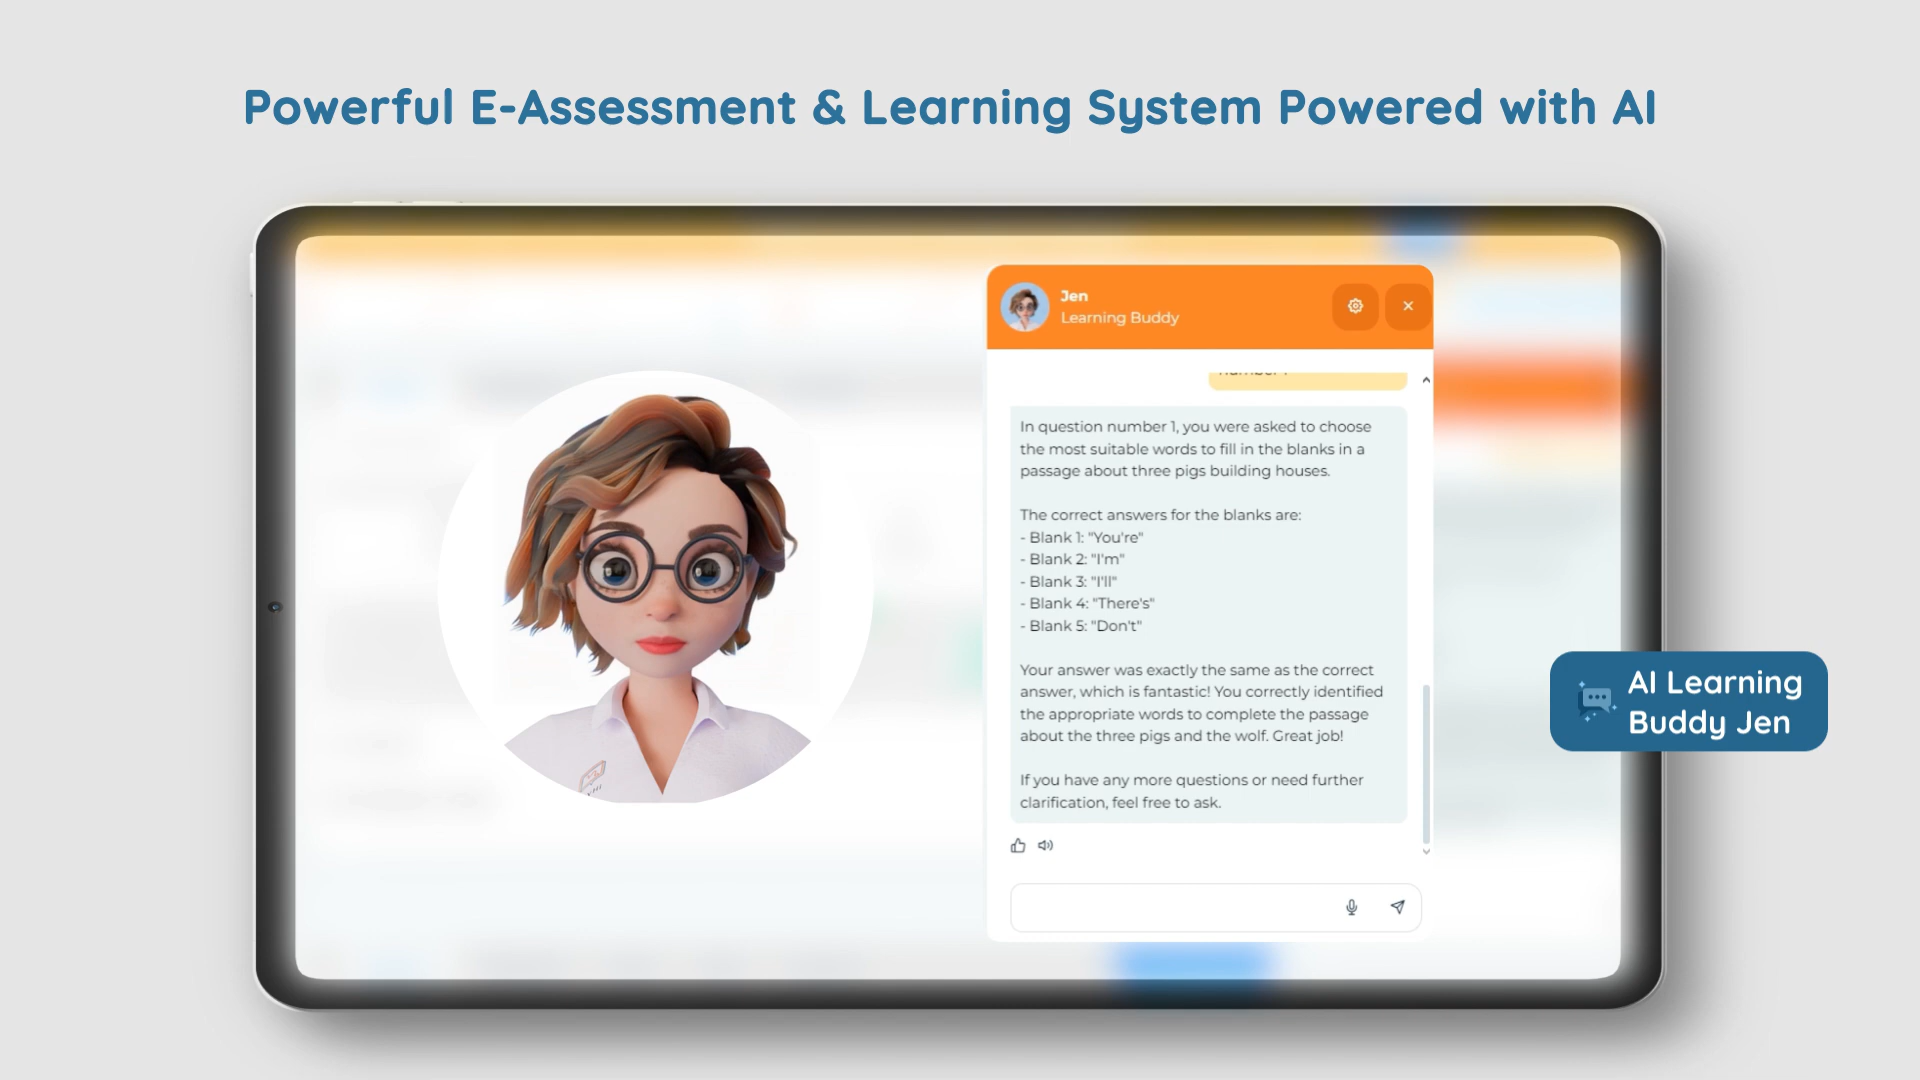 Powerful E-Assessment & Learning System Powered with AI
Jen
Learning Buddy
In question number 1, you were asked to choose
the most suitable words to fill in the blanks in a
passage about three pigs building houses.
The correct answers for the blanks are:
- Blank 1: "You're"
- Blank 2: "I'm"
- Blank 3: "I'll"
- Blank 4: "There's"
- Blank 5: "Don't"
Your answer was exactly the same as the correct
answer, which is fantastic! You correctly identified
the appropriate words to complete the passage
about the three pigs and the wolf. Great job!
If you have any more questions or need further
clarification, feel free to ask.
AI Learning
Buddy Jen